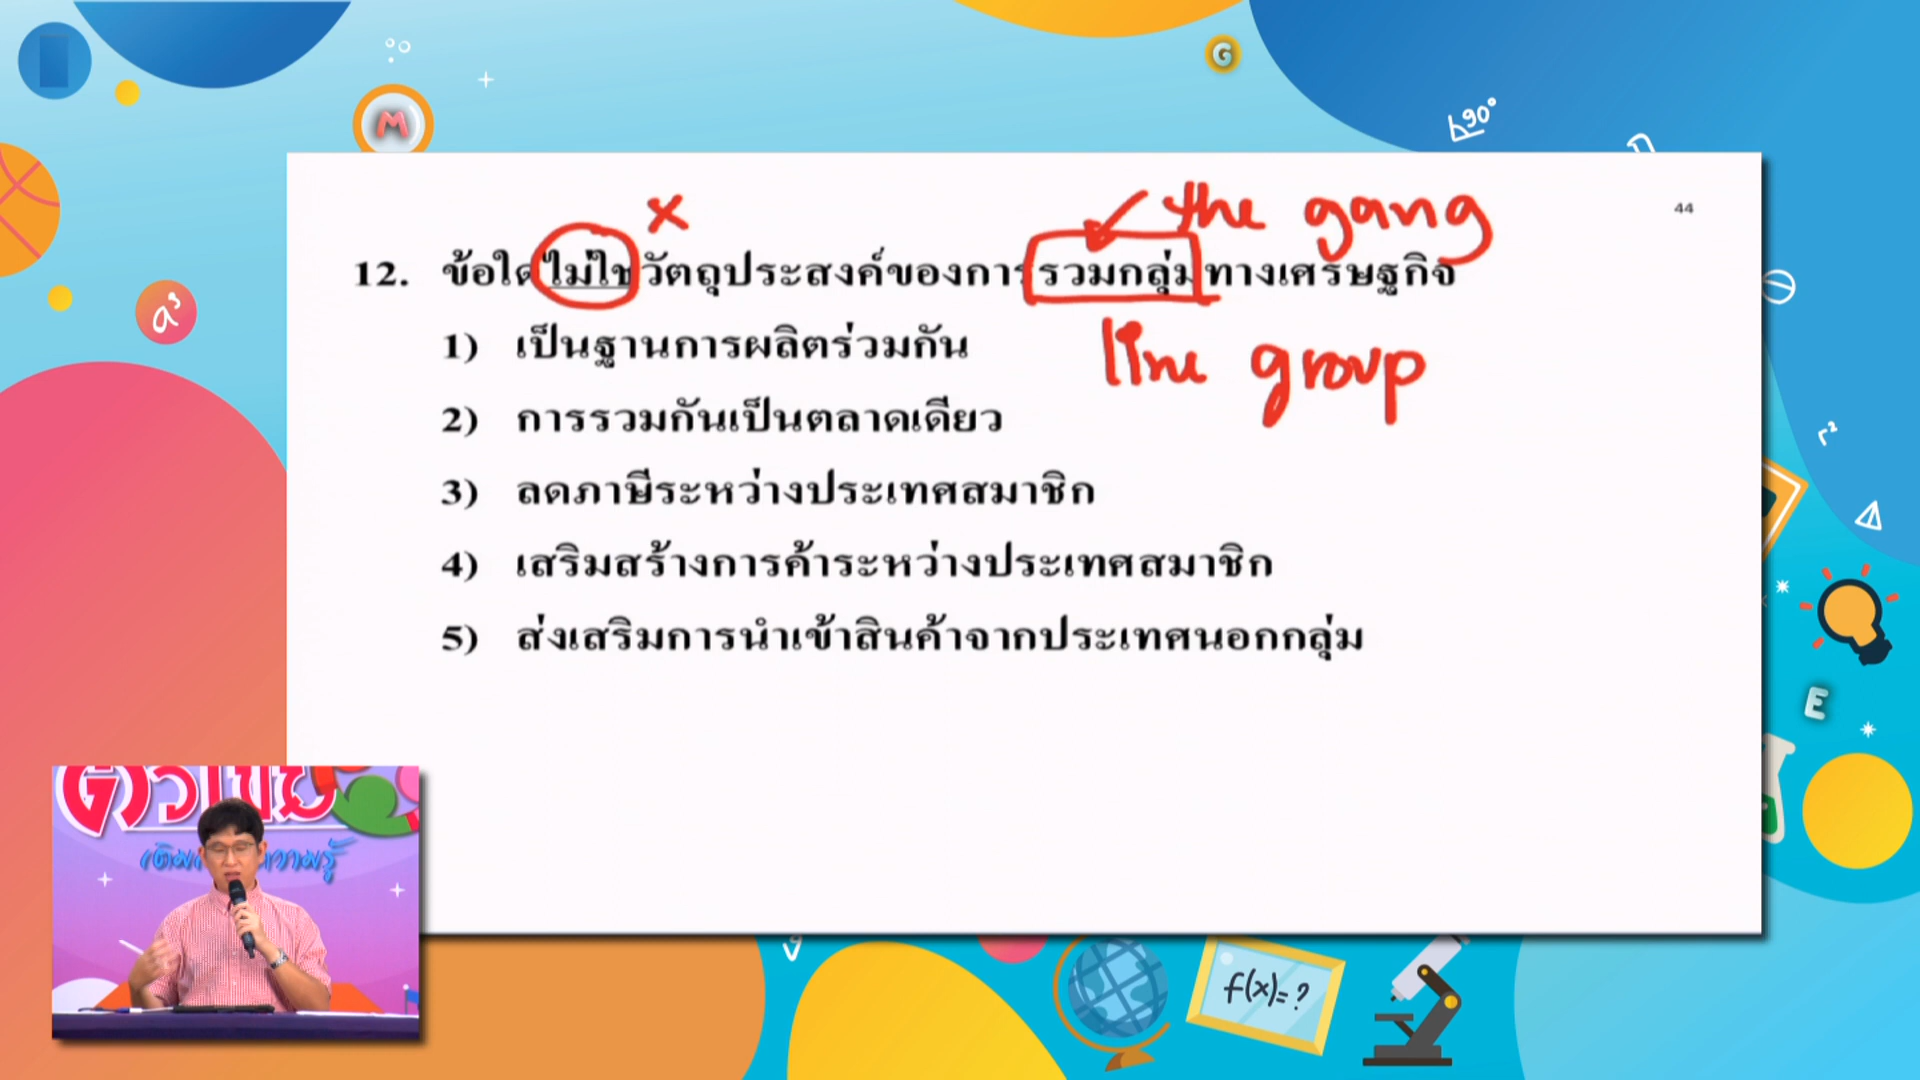 G
M
90°
44
x
the gang
12. ข้อใดไม่ใช่วัตถุประสงค์ของการรวมกลุ่มทางเศรษฐกิจ
line group
1) เป็นฐานการผลิตร่วมกัน
2) การรวมกันเป็นตลาดเดียว
3) ลดภาษีระหว่างประเทศสมาชิก
4) เสริมสร้างการค้าระหว่างประเทศสมาชิก
5) ส่งเสริมการนำเข้าสินค้าจากประเทศนอกกลุ่ม
a³
r²
E
f(x)=?